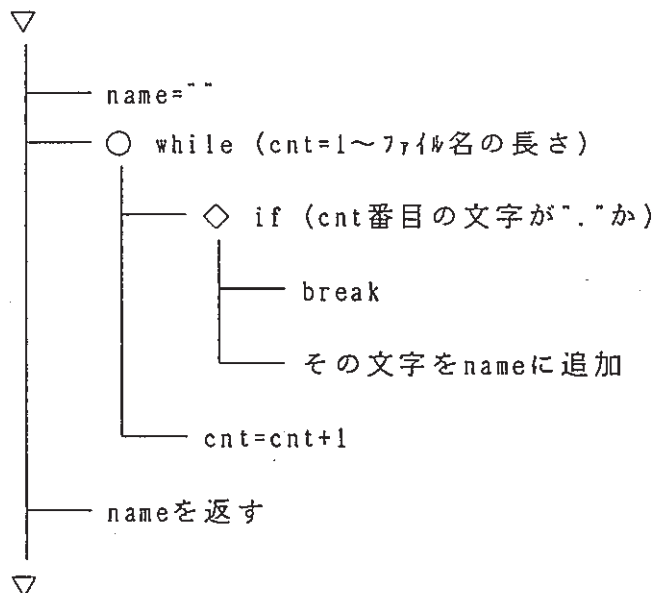 name=""
while (cnt=1～ﾌｧｲﾙ名の長さ)
if (cnt番目の文字が"."か)
break
その文字をnameに追加
cnt=cnt+1
nameを返す